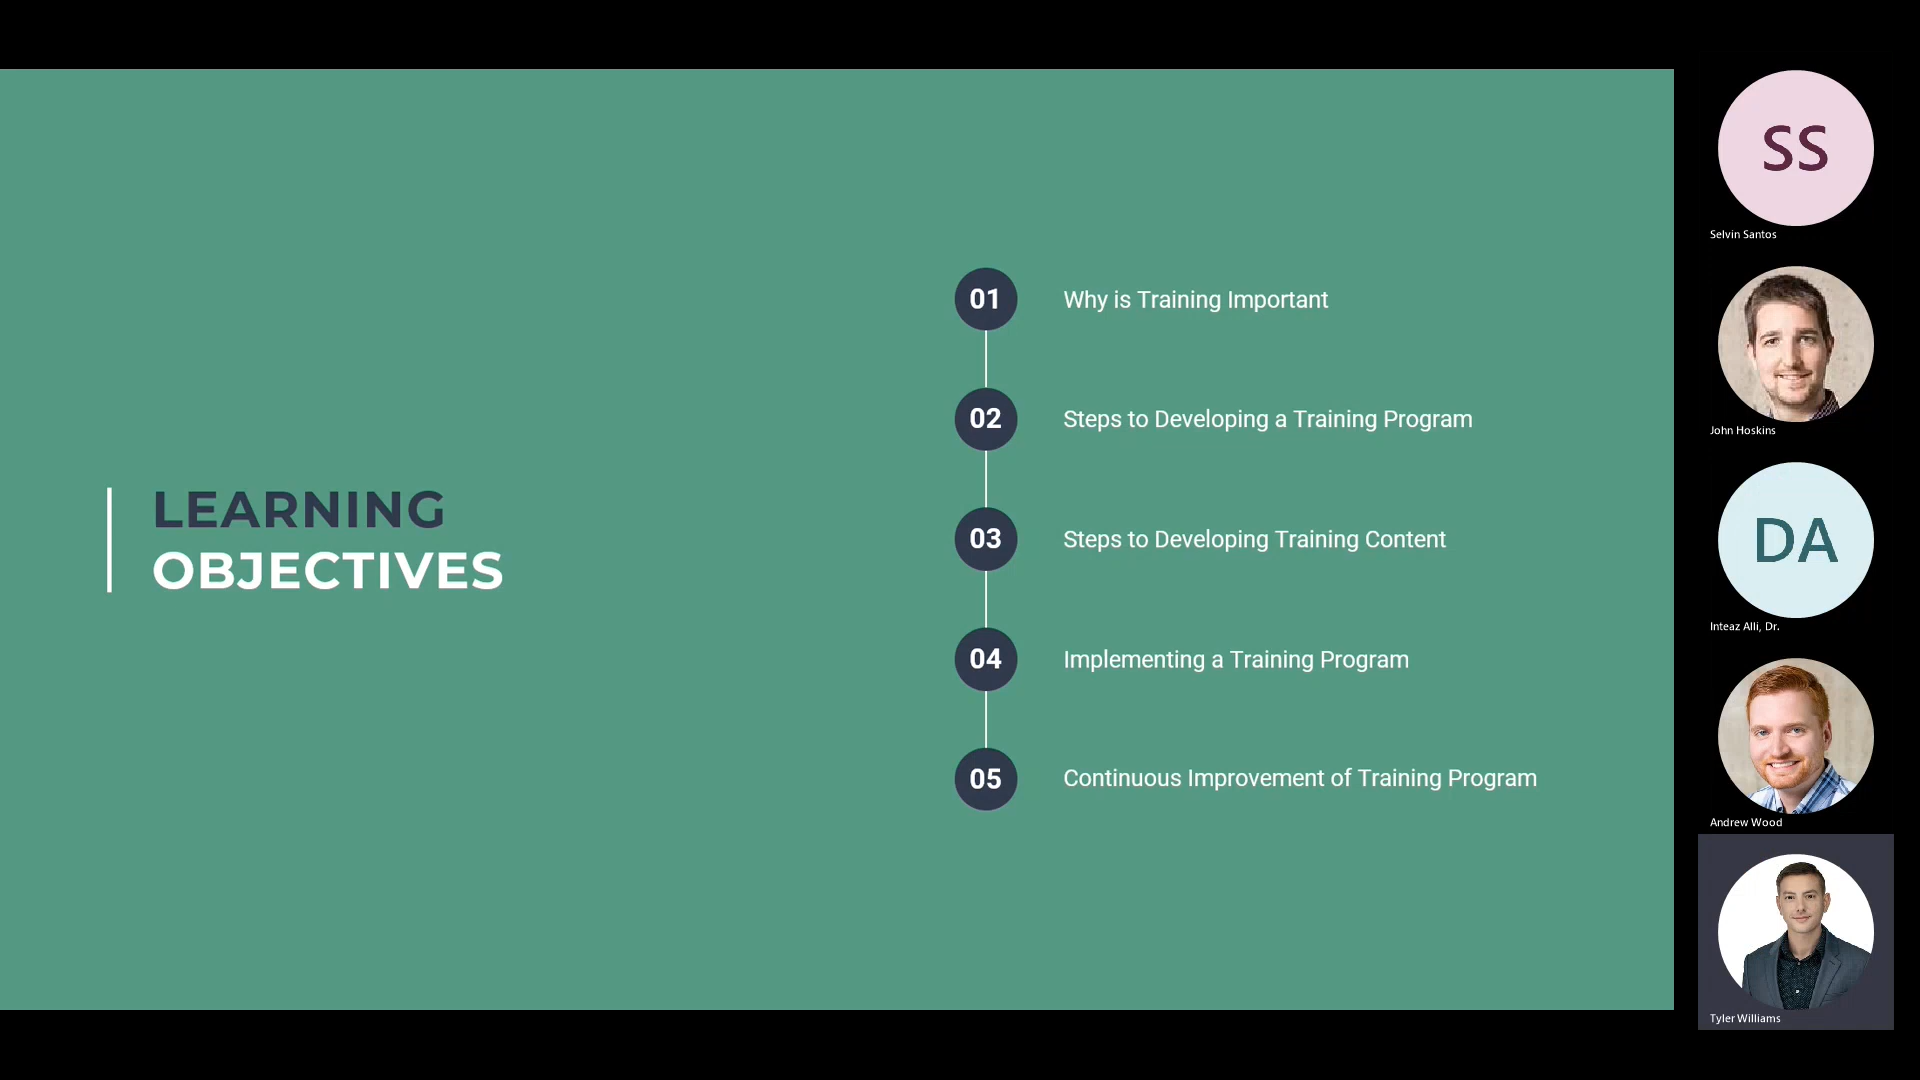 LEARNING
OBJECTIVES
01
Why is Training Important
02
Steps to Developing a Training Program
03
Steps to Developing Training Content
04
Implementing a Training Program
05
Continuous Improvement of Training Program
SS
Selvin Santos
John Hoskins
DA
Inteaz Alli, Dr.
Andrew Wood
Tyler Williams